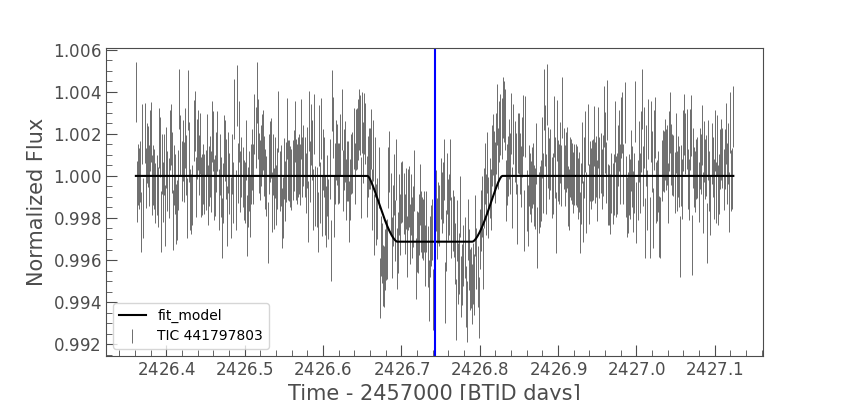 1.006
1.004
1.002
1.000
0.998
0.996
0.994
0.992
Normalized Flux
fit_model
TIC 441797803
2426.4 2426.5 2426.6 2426.7 2426.8 2426.9 2427.0 2427.1
Time - 2457000 [BTJD days]